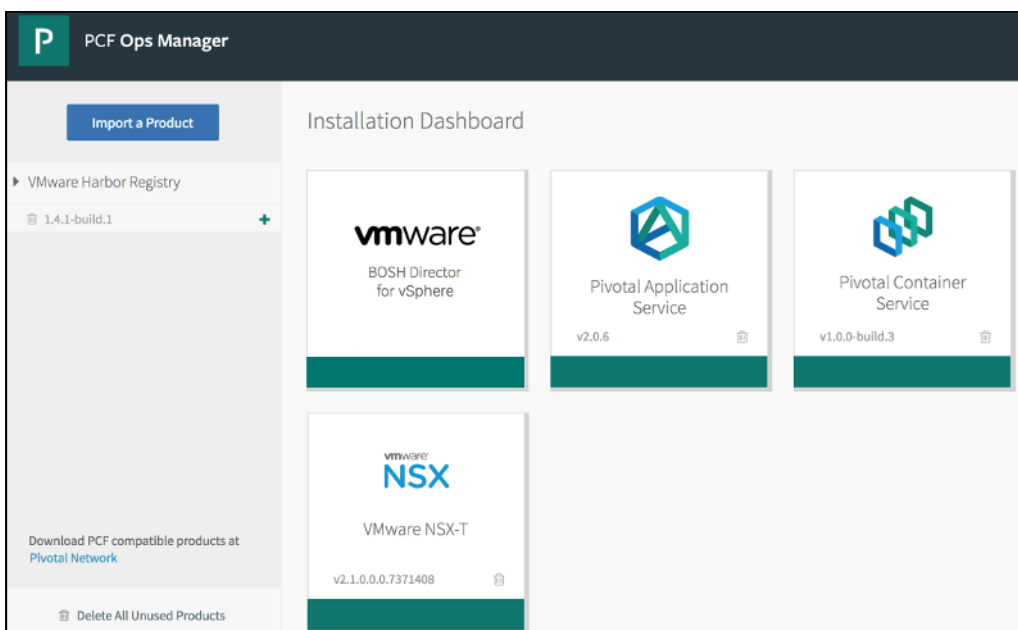 P
PCF Ops Manager
Import a Product
VMware Harbor Registry
1.4.1-build.1
+
Download PCF compatible products at
Pivotal Network
Delete All Unused Products
Installation Dashboard
vmware®
BOSH Director
for vSphere
Pivotal Application
Service
v2.0.6
Pivotal Container
Service
v1.0.0-build.3
vmware
NSX
VMware NSX-T
v2.1.0.0.0.7371408